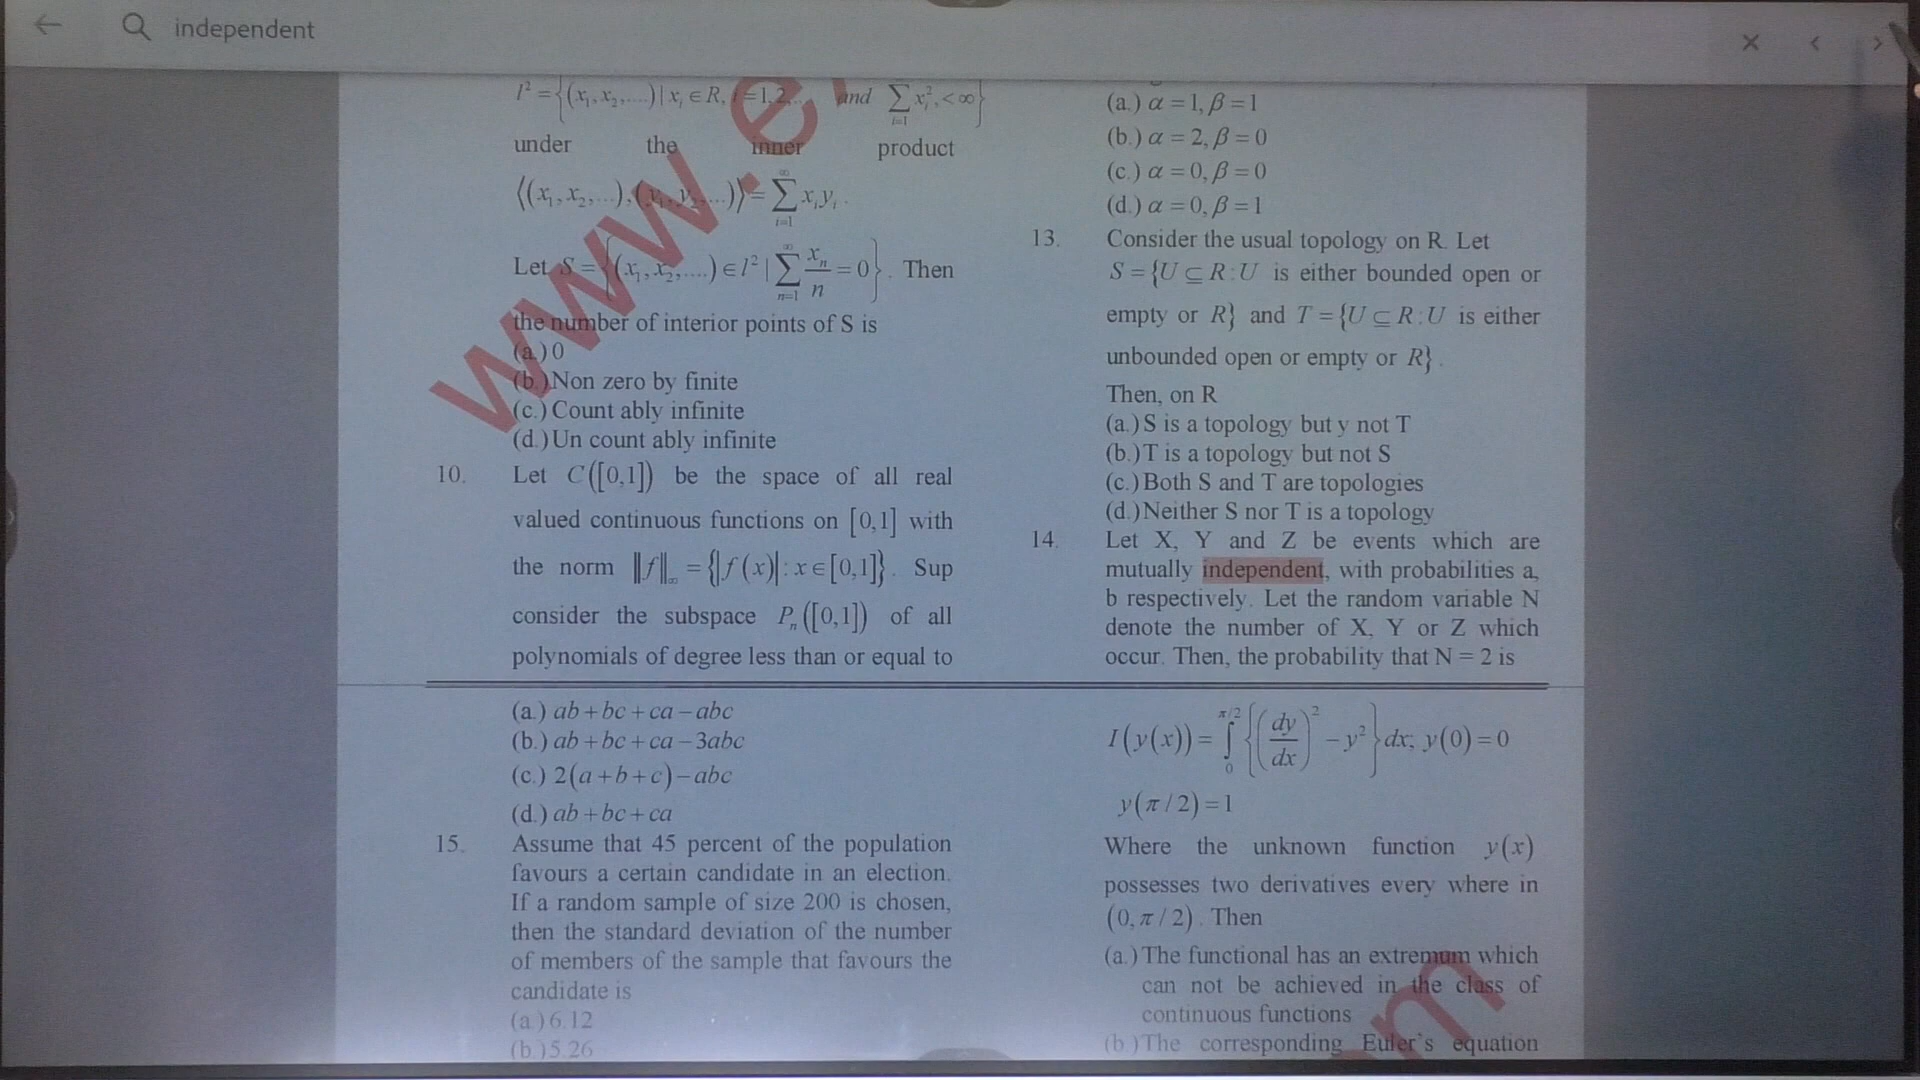 independent
l² = {(x₁, x₂, ....) | xᵢ ∈ R, i = 1, 2... and ∑ᵢ₌₁ xᵢ², < ∞}
under the inner product
⟨(x₁, x₂, ...), (y₁, y₂, ...)⟩ = ∑ᵢ₌₁^∞ xᵢyᵢ.
Let S = {(x₁, x₂, ....) ∈ l² | ∑ₙ₌₁^∞ xₙ/n = 0}. Then
the number of interior points of S is
(a.) 0
(b.) Non zero by finite
(c.) Count ably infinite
(d.) Un count ably infinite
10. Let C([0,1]) be the space of all real
valued continuous functions on [0,1] with
the norm ‖f‖∞ = {|f(x)| : x ∈ [0,1]}. Sup
consider the subspace Pₙ([0,1]) of all
polynomials of degree less than or equal to
(a.) α = 1, β = 1
(b.) α = 2, β = 0
(c.) α = 0, β = 0
(d.) α = 0, β = 1
13. Consider the usual topology on R. Let
S = {U ⊆ R : U is either bounded open or
empty or R} and T = {U ⊆ R : U is either
unbounded open or empty or R}.
Then, on R
(a.) S is a topology but y not T
(b.) T is a topology but not S
(c.) Both S and T are topologies
(d.) Neither S nor T is a topology
14. Let X, Y and Z be events which are
mutually independent, with probabilities a,
b respectively. Let the random variable N
denote the number of X, Y or Z which
occur. Then, the probability that N = 2 is
(a.) ab + bc + ca − abc
(b.) ab + bc + ca − 3abc
(c.) 2(a + b + c) − abc
(d.) ab + bc + ca
15. Assume that 45 percent of the population
favours a certain candidate in an election.
If a random sample of size 200 is chosen,
then the standard deviation of the number
of members of the sample that favours the
candidate is
(a.) 6.12
(b.) 5.26
I(y(x)) = ∫₀^π/2 {(dy/dx)² − y²} dx; y(0) = 0
y(π/2) = 1
Where the unknown function y(x)
possesses two derivatives every where in
(0, π/2). Then
(a.) The functional has an extremum which
can not be achieved in the class of
continuous functions
(b.) The corresponding Euler's equation
www.e
m